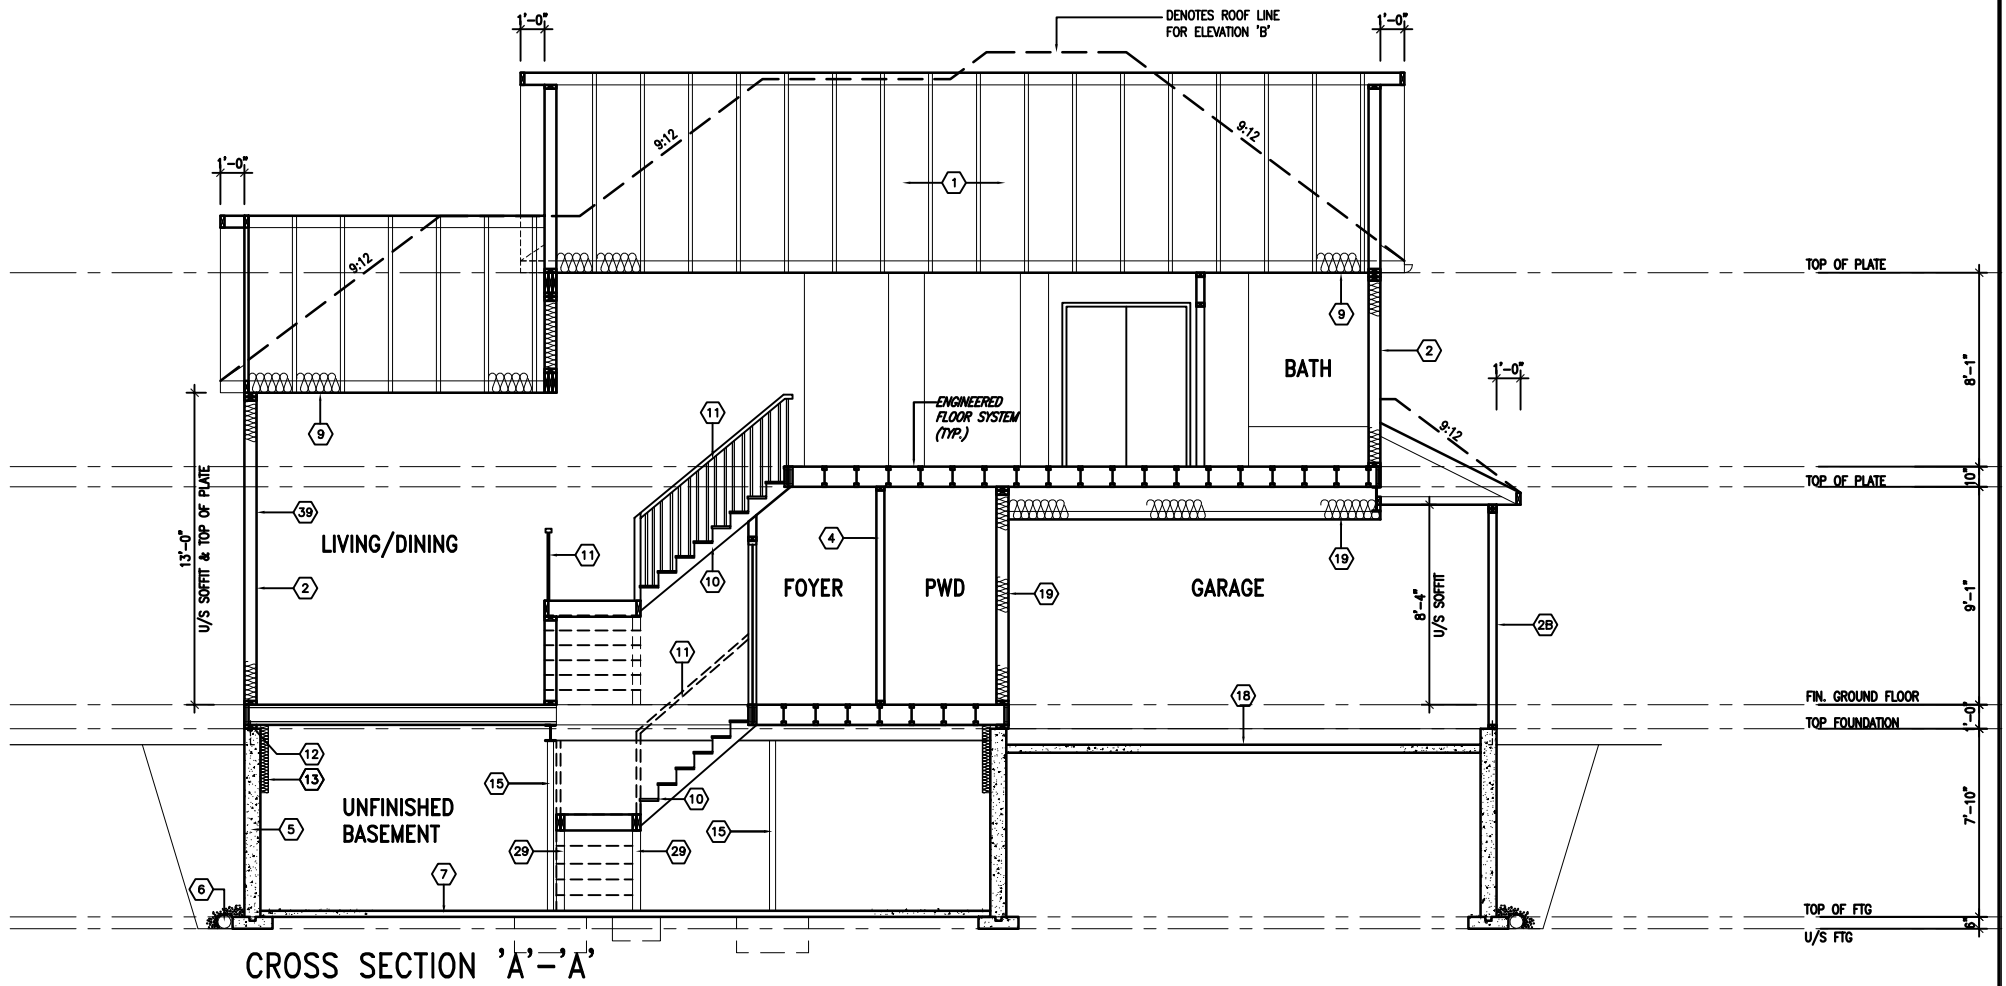 1'-0"
DENOTES ROOF LINE
FOR ELEVATION 'B'
1'-0"
9:12
9:12
1'-0"
1
9:12
TOP OF PLATE
9
2
BATH
8'-1"
1'-0"
9
11
ENGINEERED
FLOOR SYSTEM
(TYP.)
9:12
TOP OF PLATE
10"
13'-0"
U/S SOFFIT & TOP OF PLATE
39
LIVING/DINING
11
10
4
19
2
FOYER
PWD
19
GARAGE
8'-4"
U/S SOFFIT
9'-1"
2B
11
18
FIN. GROUND FLOOR
1'-0"
TOP FOUNDATION
12
13
15
10
UNFINISHED
BASEMENT
5
15
7'-10"
29
29
7
6
TOP OF FTG
6"
U/S FTG
CROSS SECTION 'A'-'A'